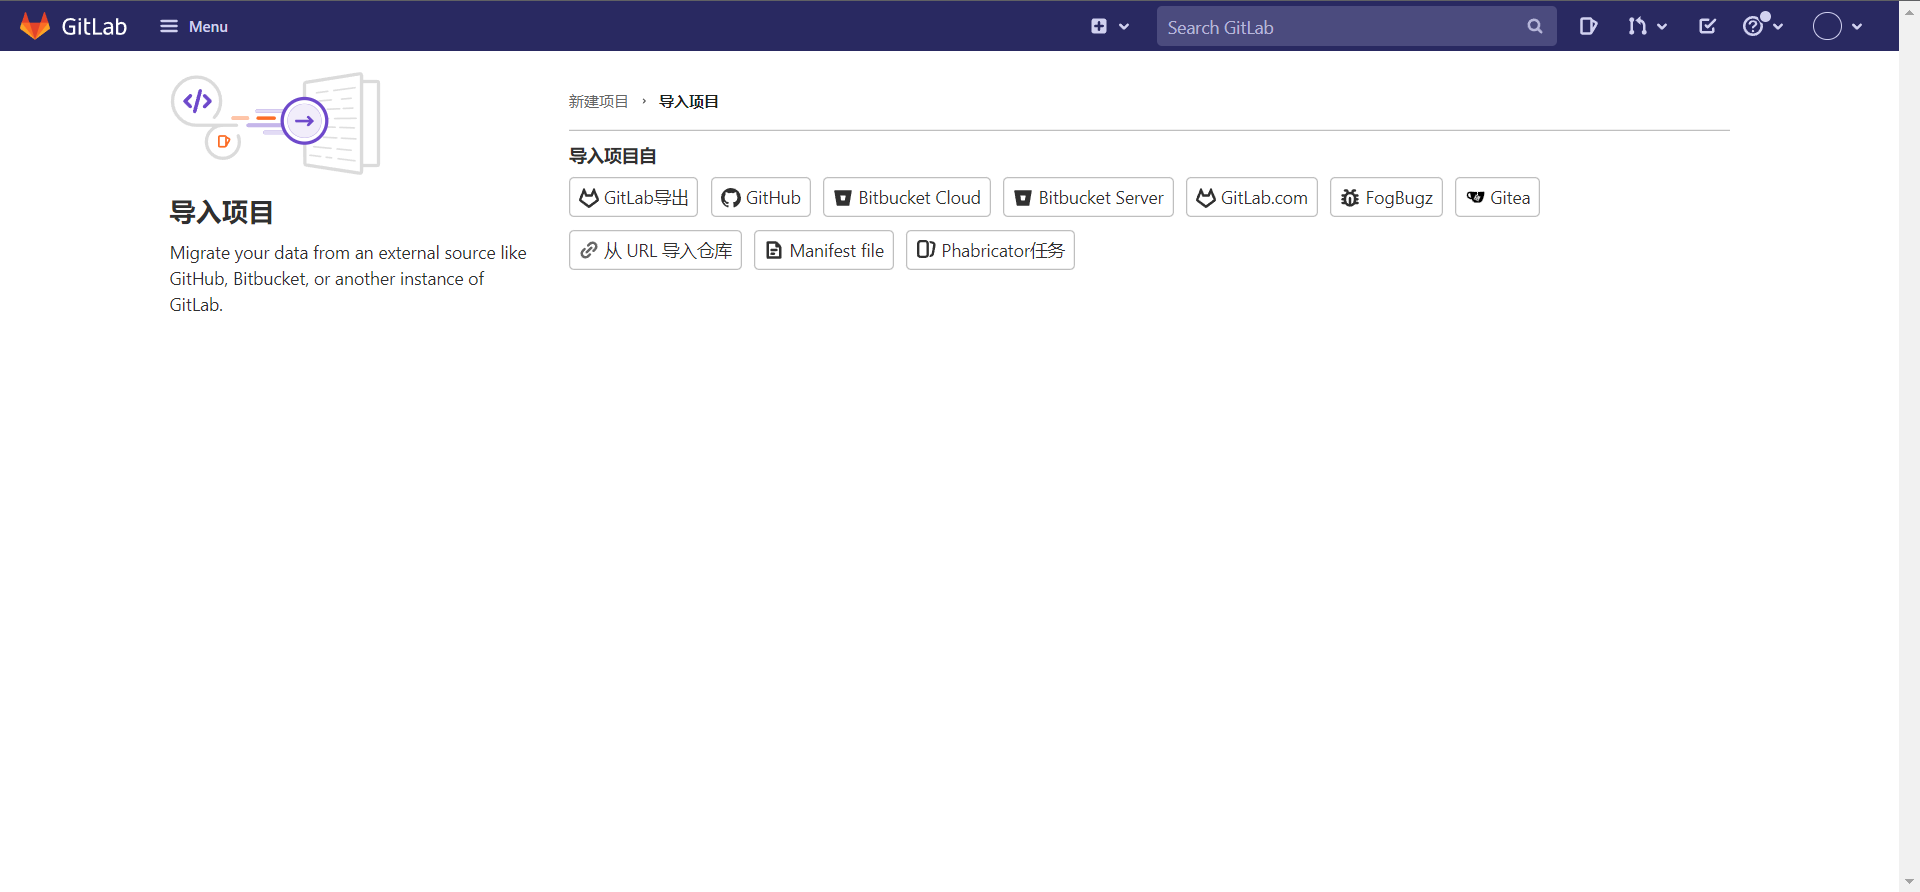 GitLab Menu Search GitLab
新建项目 › 导入项目
导入项目自
GitLab导出 GitHub Bitbucket Cloud Bitbucket Server GitLab.com FogBugz Gitea
从 URL 导入仓库 Manifest file Phabricator任务
导入项目
Migrate your data from an external source like
GitHub, Bitbucket, or another instance of
GitLab.